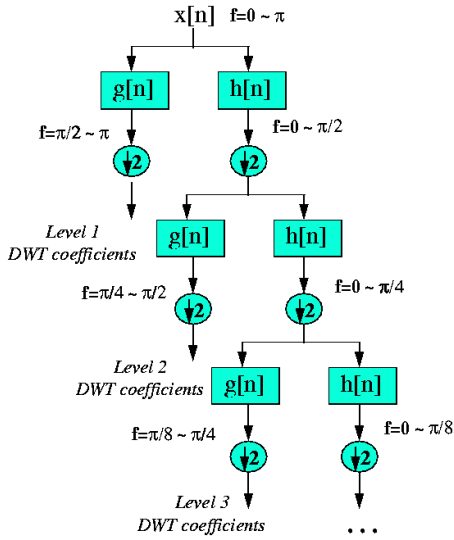 x[n] f=0 ~ π
g[n] h[n]
f=π/2 ~ π f=0 ~ π/2
↓2 ↓2
Level 1
DWT coefficients
g[n] h[n]
f=π/4 ~ π/2 f=0 ~ π/4
↓2 ↓2
Level 2
DWT coefficients
g[n] h[n]
f=π/8 ~ π/4 f=0 ~ π/8
↓2 ↓2
Level 3
DWT coefficients
...